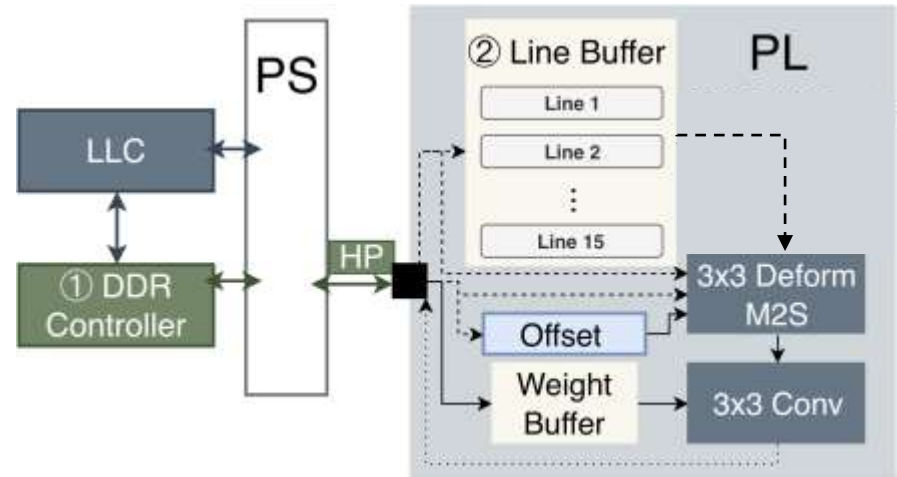 PS
LLC
① DDR
Controller
HP
PL
② Line Buffer
Line 1
Line 2
⋮
Line 15
3x3 Deform
M2S
Offset
Weight
Buffer
3x3 Conv